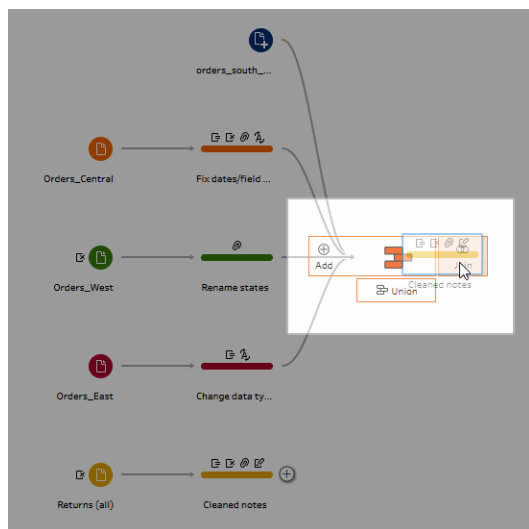 orders_south_...
Orders_Central
Fix dates/field ...
Add
Join
Union
Cleaned notes
Orders_West
Rename states
Orders_East
Change data ty...
Returns (all)
Cleaned notes